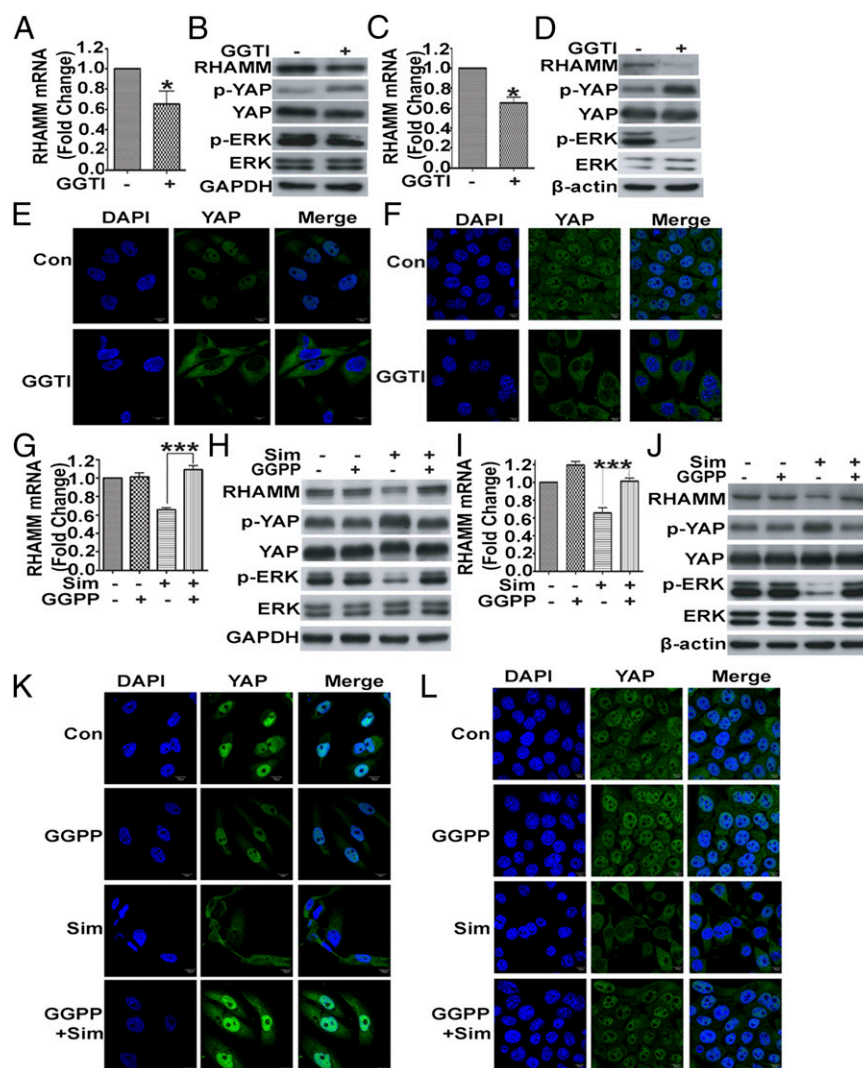 A
RHAMM mRNA
(Fold Change)
1.2
1.0
0.8
0.6
0.4
0.2
0.0
*
GGTI - +
B
GGTI - +
RHAMM
p-YAP
YAP
p-ERK
ERK
GAPDH
C
RHAMM mRNA
(Fold Change)
1.2
1.0
0.8
0.6
0.4
0.2
0.0
*
GGTI - +
D
GGTI - +
RHAMM
p-YAP
YAP
p-ERK
ERK
β-actin
E
DAPI YAP Merge
Con
GGTI
F
DAPI YAP Merge
Con
GGTI
G
RHAMM mRNA
(Fold Change)
1.2
1.0
0.8
0.6
0.4
0.2
0.0
***
Sim - - + +
GGPP - + - +
H
Sim - - + +
GGPP - + - +
RHAMM
p-YAP
YAP
p-ERK
ERK
GAPDH
I
RHAMM mRNA
(Fold Change)
1.2
1.0
0.8
0.6
0.4
0.2
0.0
***
Sim - - + +
GGPP - + - +
J
Sim - - + +
GGPP - + - +
RHAMM
p-YAP
YAP
p-ERK
ERK
β-actin
K
DAPI YAP Merge
Con
GGPP
Sim
GGPP
+Sim
L
DAPI YAP Merge
Con
GGPP
Sim
GGPP
+Sim